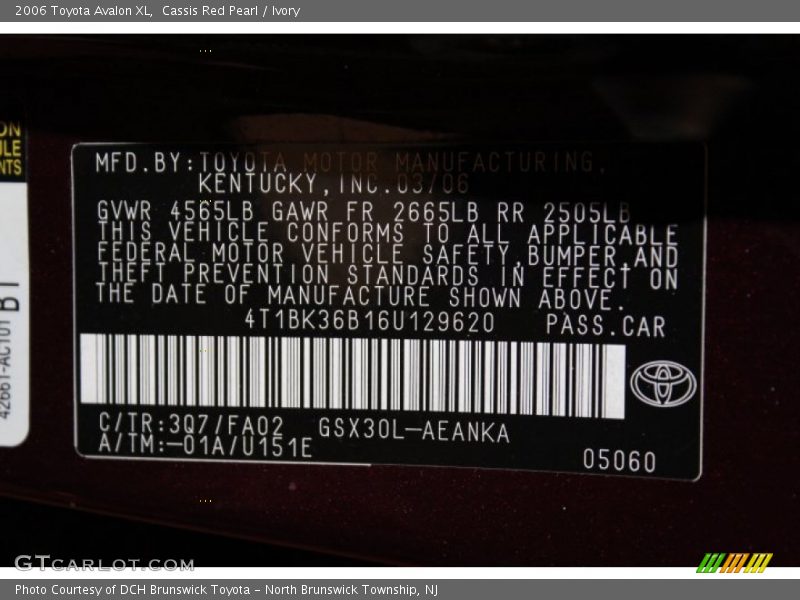 2006 Toyota Avalon XL, Cassis Red Pearl / Ivory
MFD.BY:TOYOTA MOTOR MANUFACTURING,
KENTUCKY,INC.03/06
GVWR 4565LB GAWR FR 2665LB RR 2505LB
THIS VEHICLE CONFORMS TO ALL APPLICABLE
FEDERAL MOTOR VEHICLE SAFETY,BUMPER,AND
THEFT PREVENTION STANDARDS IN EFFECT ON
THE DATE OF MANUFACTURE SHOWN ABOVE.
4T1BK36B16U129620 PASS.CAR
C/TR:3Q7/FA02 GSX30L-AEANKA
A/TM:-01A/U151E
05060
42661-AC101
GTCARLOT.COM
Photo Courtesy of DCH Brunswick Toyota - North Brunswick Township, NJ